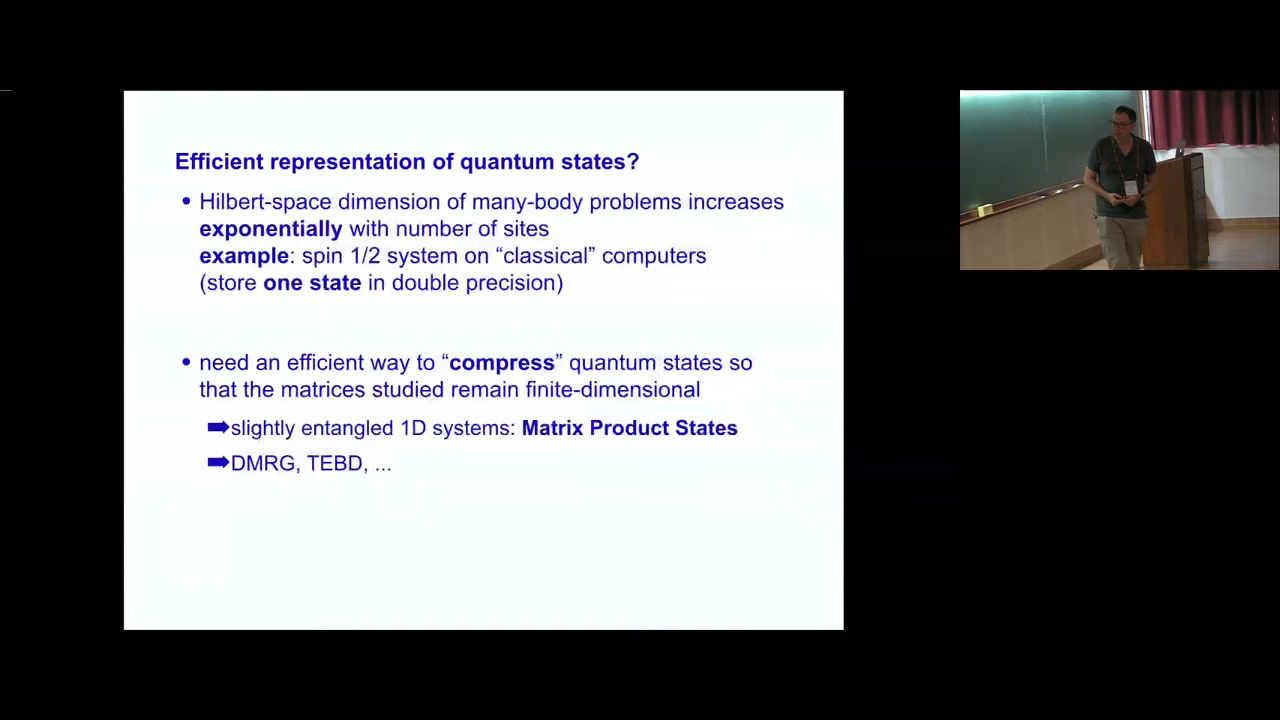 Efficient representation of quantum states?
• Hilbert-space dimension of many-body problems increases
exponentially with number of sites
example: spin 1/2 system on “classical” computers
(store one state in double precision)
• need an efficient way to “compress” quantum states so
that the matrices studied remain finite-dimensional
➡slightly entangled 1D systems: Matrix Product States
➡DMRG, TEBD, ...